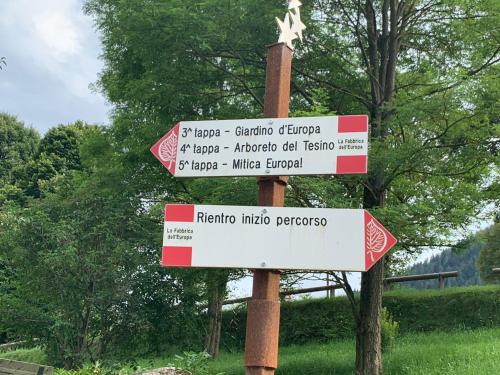 3^ tappa - Giardino d'Europa
4^ tappa - Arboreto del Tesino
5^ tappa - Mitica Europa!
La Fabbrica
dell'Europa
Rientro inizio percorso
La Fabbrica
dell'Europa